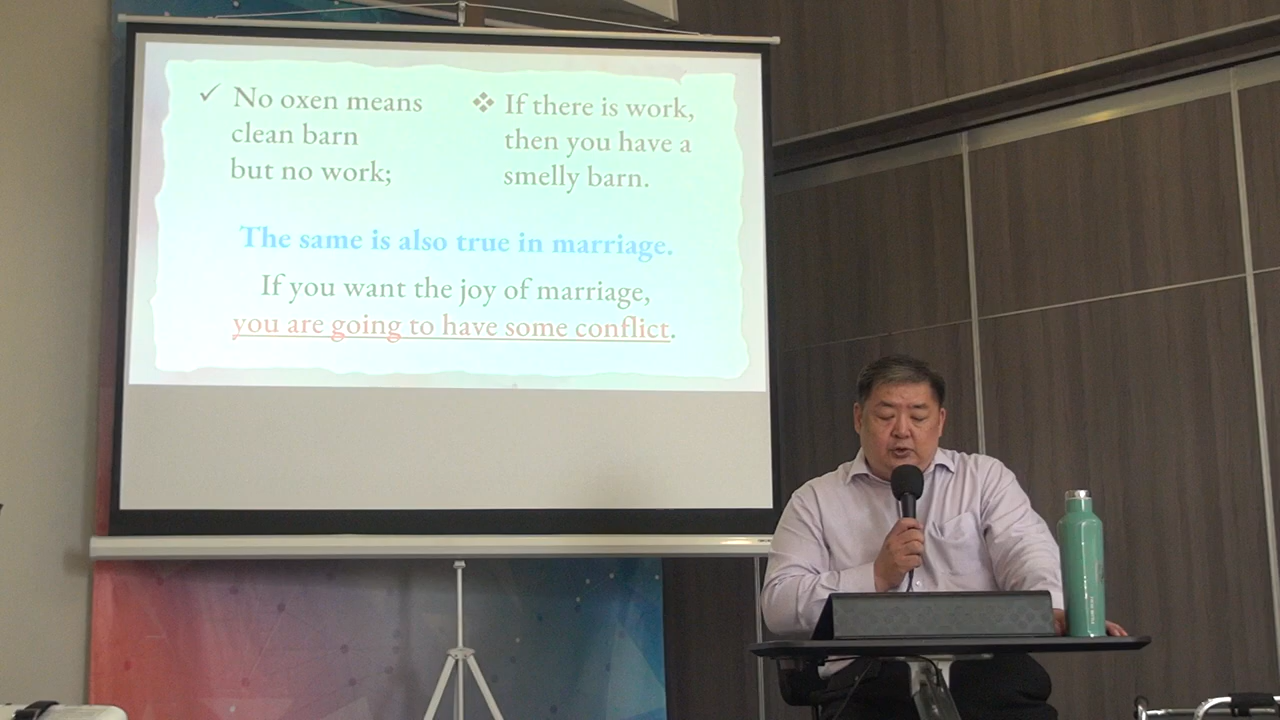 ✓ No oxen means
clean barn
but no work;
❖ If there is work,
then you have a
smelly barn.
The same is also true in marriage.
If you want the joy of marriage,
you are going to have some conflict.